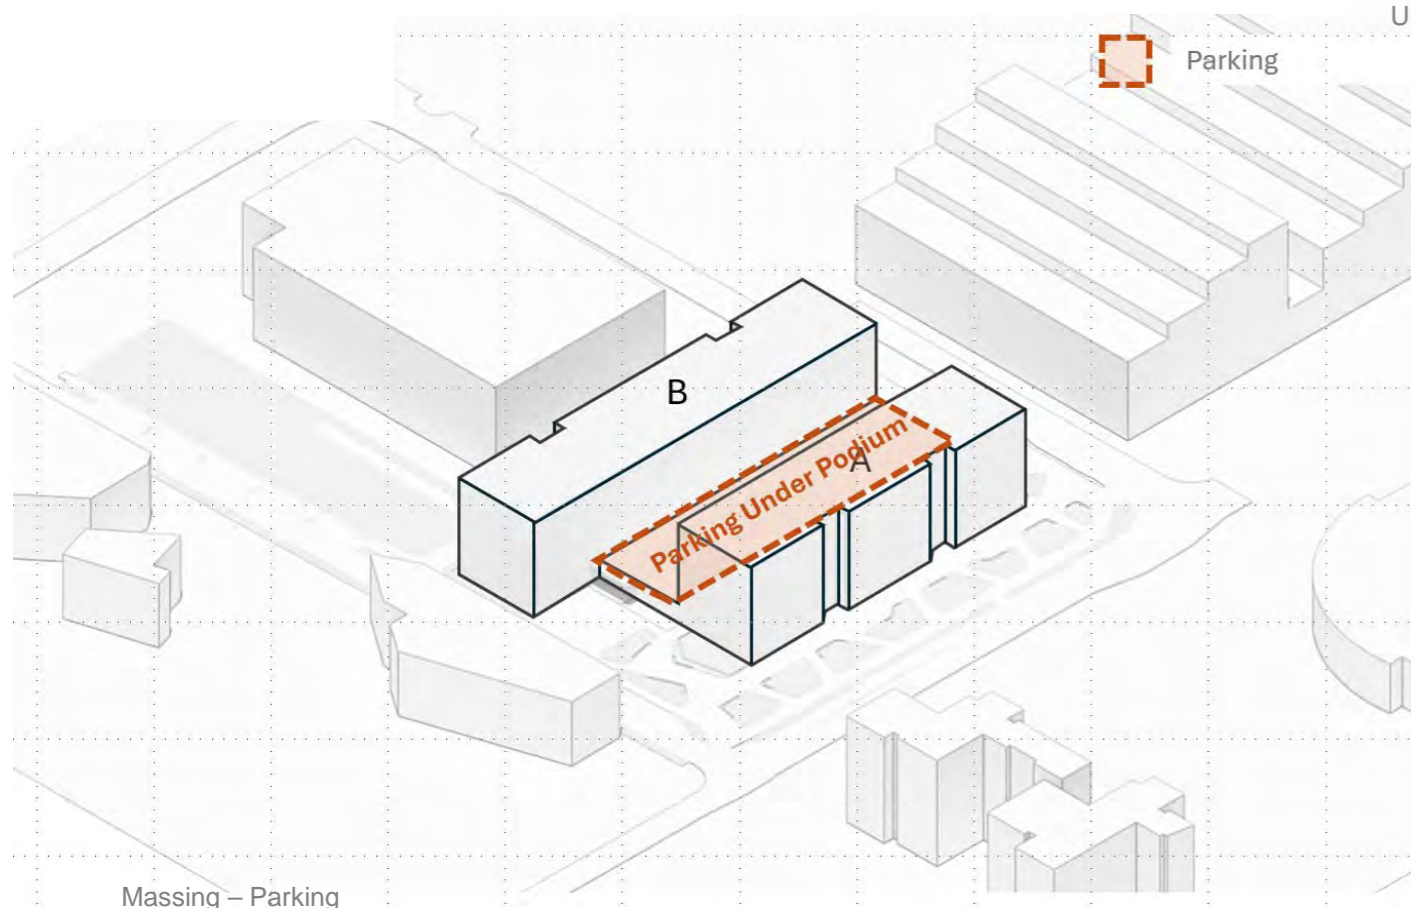 U
Parking
B
A
Parking Under Podium
Massing – Parking